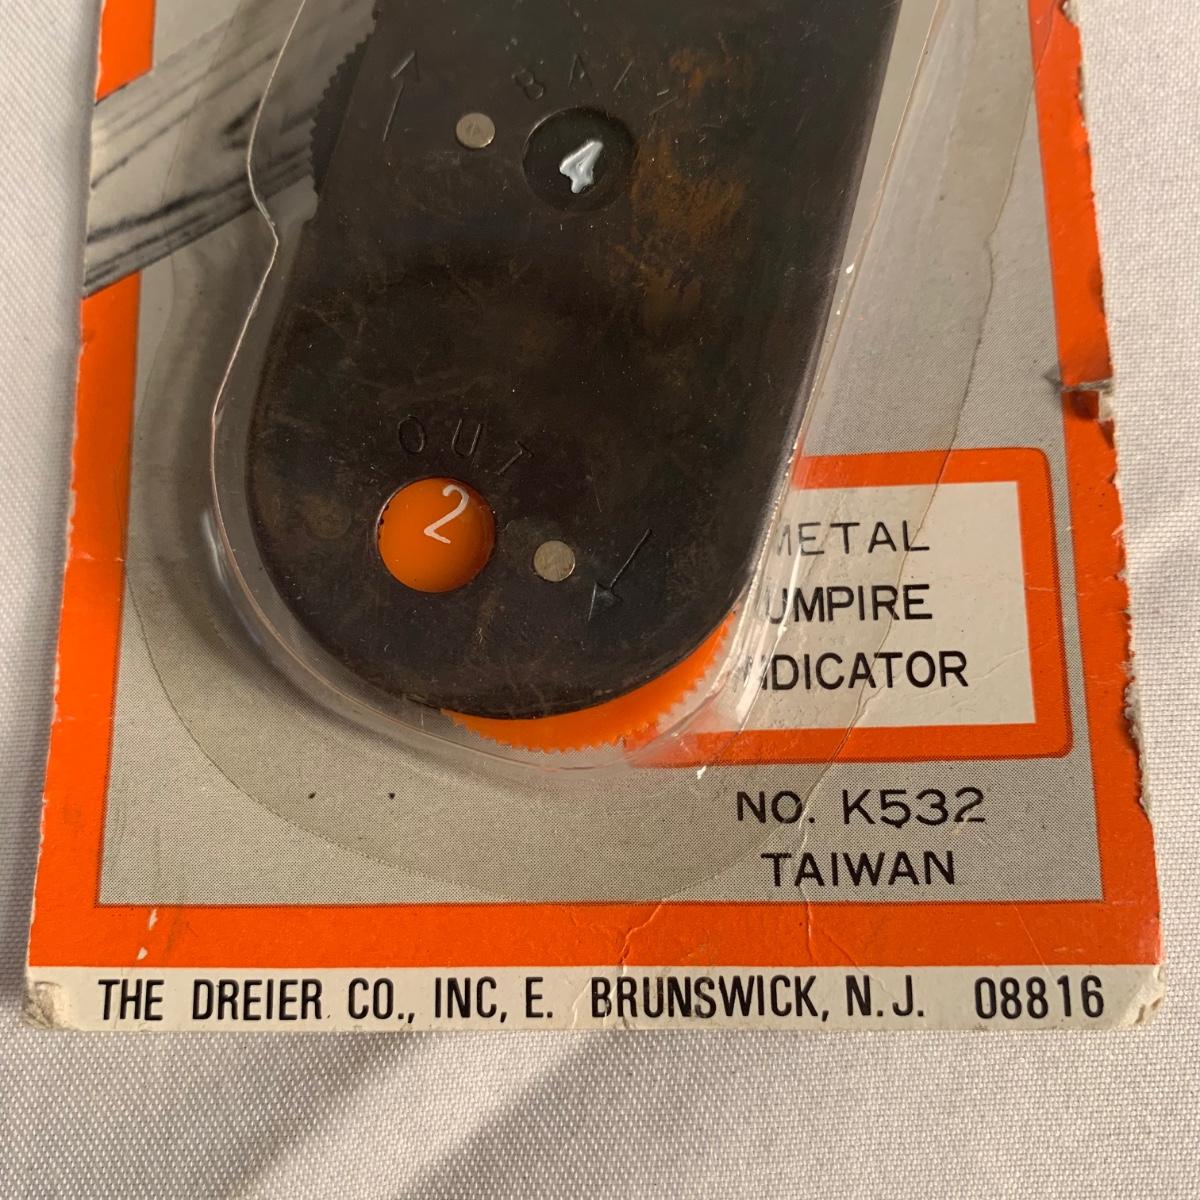 BALL
4
OUT
2
METAL
UMPIRE
INDICATOR
NO. K532
TAIWAN
THE DREIER CO., INC, E. BRUNSWICK, N.J. 08816